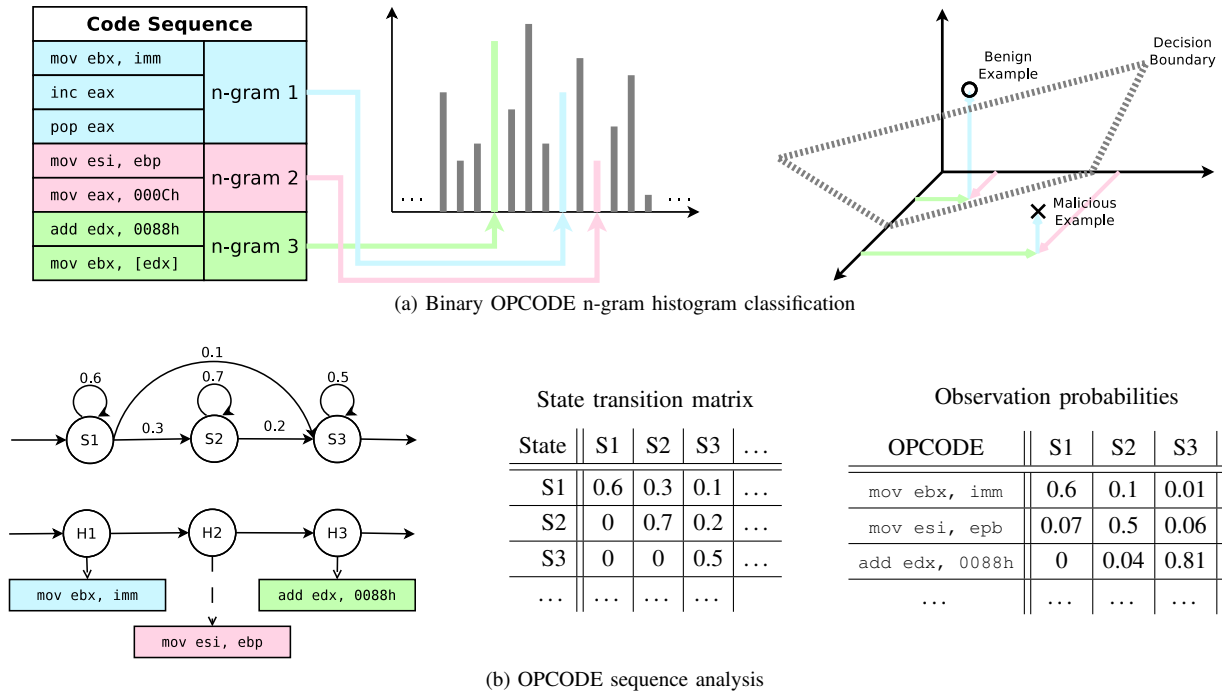 Code Sequence
mov ebx, imm
inc eax
pop eax
n-gram 1
mov esi, ebp
mov eax, 000Ch
n-gram 2
add edx, 0088h
mov ebx, [edx]
n-gram 3
. . .
. . .
Benign
Example
Decision
Boundary
Malicious
Example
(a) Binary OPCODE n-gram histogram classification
0.1
0.6
0.7
0.5
S1
0.3
S2
0.2
S3
H1
H2
H3
mov ebx, imm
add edx, 0088h
mov esi, ebp
State transition matrix
State S1 S2 S3 . . .
S1 0.6 0.3 0.1 . . .
S2 0 0.7 0.2 . . .
S3 0 0 0.5 . . .
. . . . . . . . . . . .
Observation probabilities
OPCODE S1 S2 S3
mov ebx, imm 0.6 0.1 0.01
mov esi, epb 0.07 0.5 0.06
add edx, 0088h 0 0.04 0.81
. . . . . . . . . . . .
(b) OPCODE sequence analysis